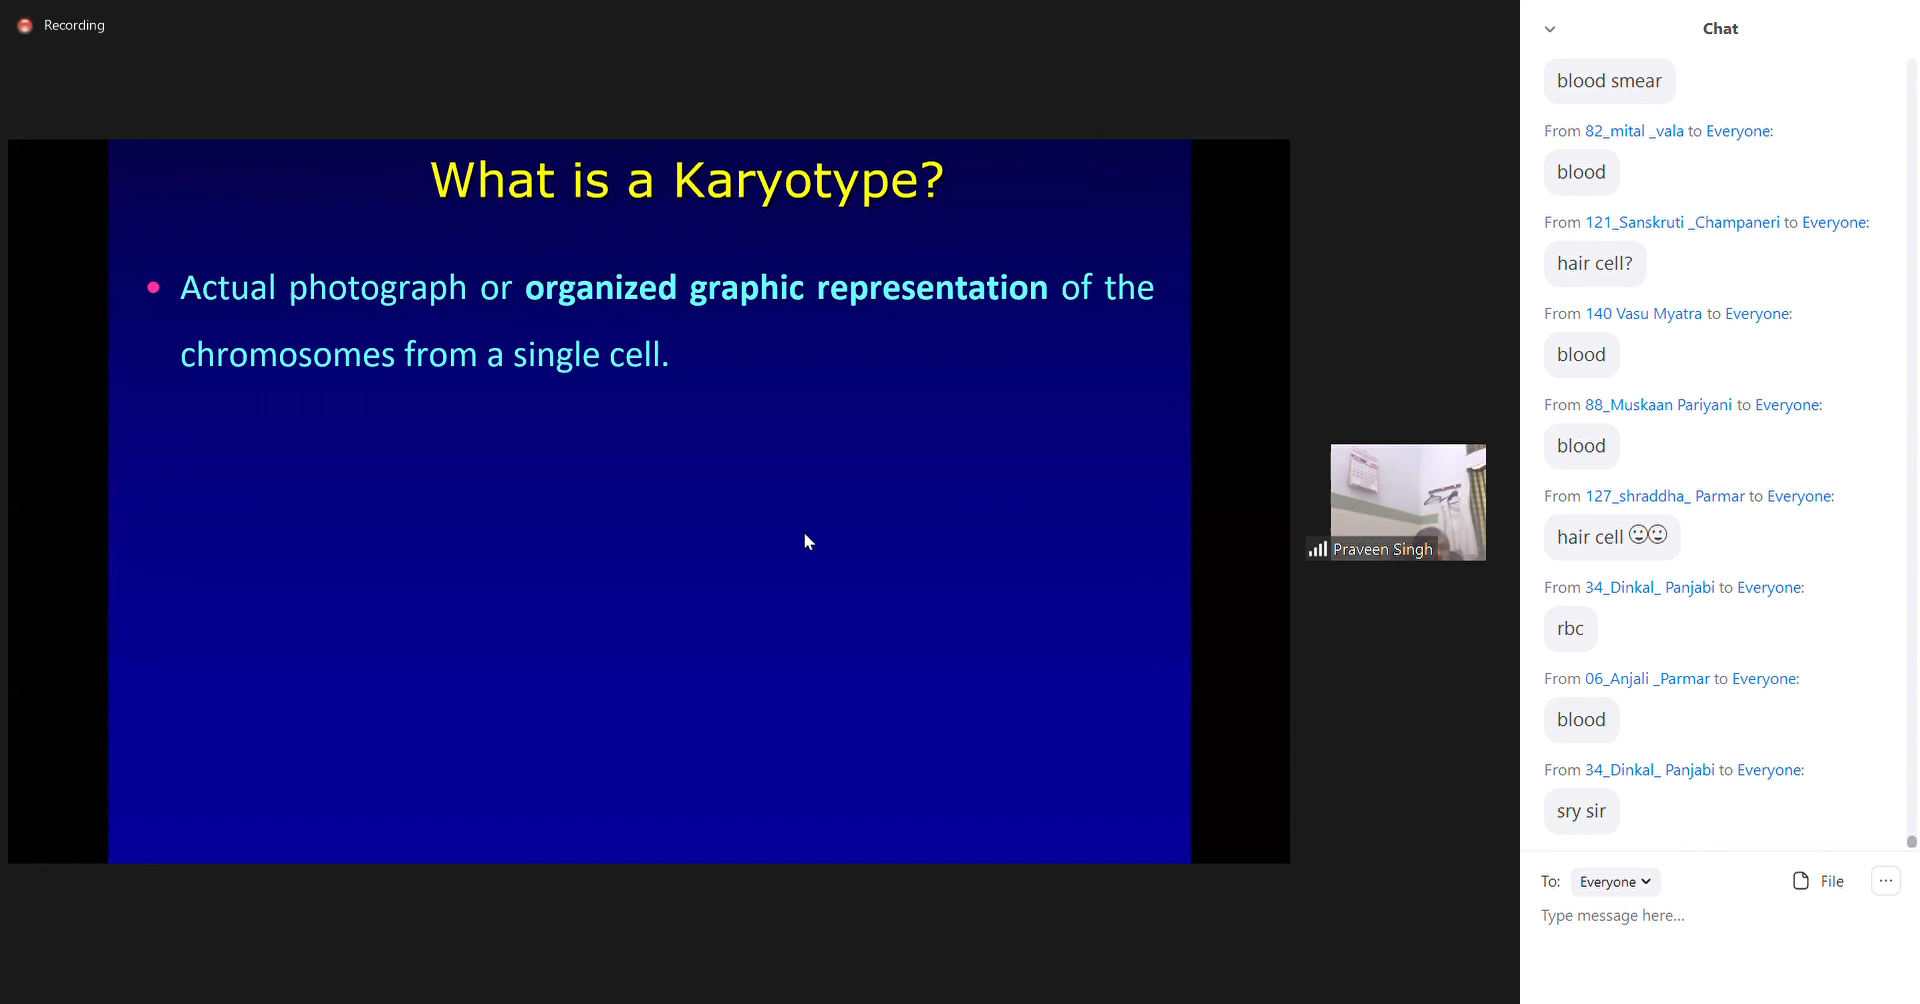 Recording
What is a Karyotype?
• Actual photograph or organized graphic representation of the
chromosomes from a single cell.
Praveen Singh
Chat
blood smear
From 82_mital _vala to Everyone:
blood
From 121_Sanskruti _Champaneri to Everyone:
hair cell?
From 140 Vasu Myatra to Everyone:
blood
From 88_Muskaan Pariyani to Everyone:
blood
From 127_shraddha_ Parmar to Everyone:
hair cell 🙂🙂
From 34_Dinkal_ Panjabi to Everyone:
rbc
From 06_Anjali _Parmar to Everyone:
blood
From 34_Dinkal_ Panjabi to Everyone:
sry sir
To: Everyone File ...
Type message here...